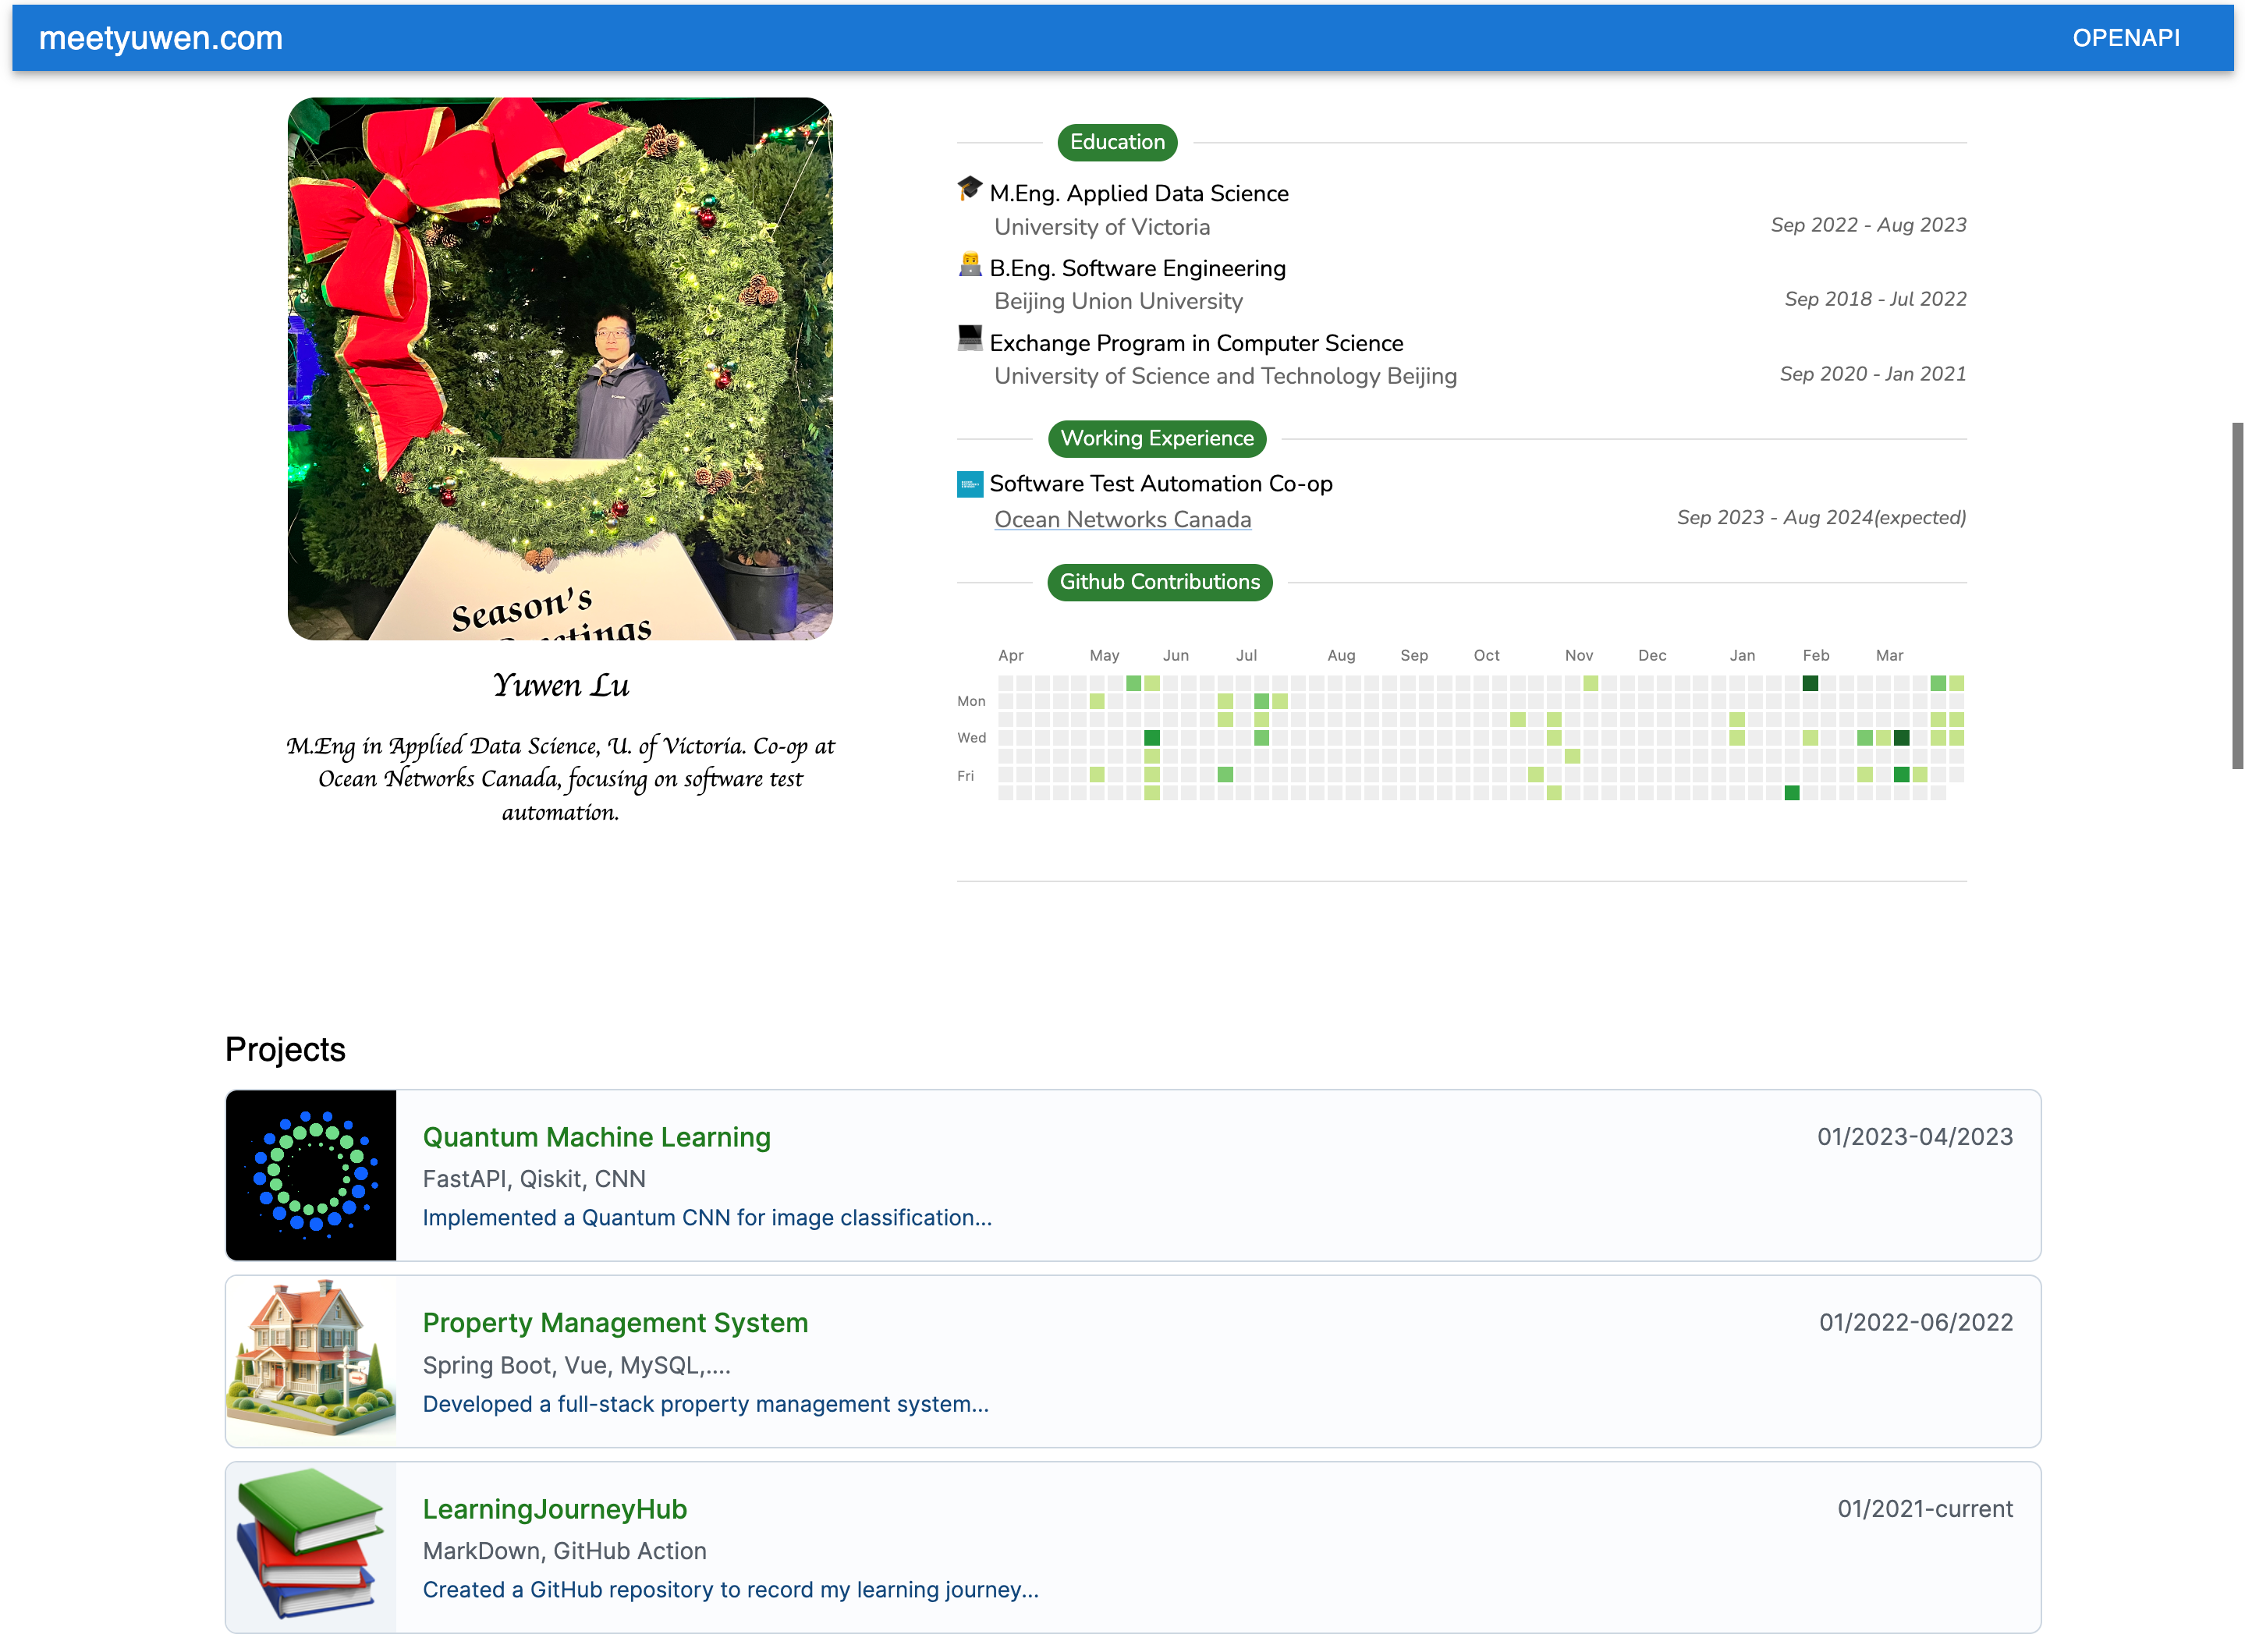 meetyuwen.com
OPENAPI
Season's
Greetings
Yuwen Lu
M.Eng in Applied Data Science, U. of Victoria. Co-op at
Ocean Networks Canada, focusing on software test
automation.
Education
M.Eng. Applied Data Science
University of Victoria
Sep 2022 - Aug 2023
B.Eng. Software Engineering
Beijing Union University
Sep 2018 - Jul 2022
Exchange Program in Computer Science
University of Science and Technology Beijing
Sep 2020 - Jan 2021
Working Experience
Software Test Automation Co-op
Ocean Networks Canada
Sep 2023 - Aug 2024(expected)
Github Contributions
Apr May Jun Jul Aug Sep Oct Nov Dec Jan Feb Mar
Mon
Wed
Fri
Projects
Quantum Machine Learning
01/2023-04/2023
FastAPI, Qiskit, CNN
Implemented a Quantum CNN for image classification...
Property Management System
01/2022-06/2022
Spring Boot, Vue, MySQL,....
Developed a full-stack property management system...
LearningJourneyHub
01/2021-current
MarkDown, GitHub Action
Created a GitHub repository to record my learning journey...